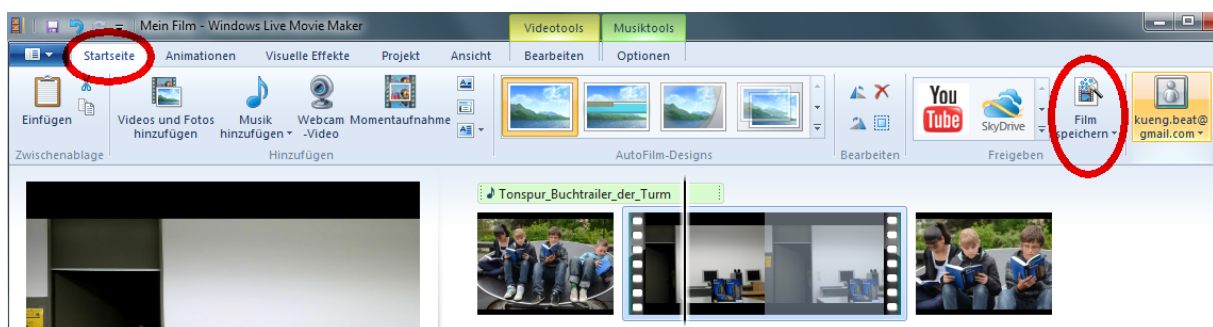 Mein Film - Windows Live Movie Maker
Videotools
Musiktools
Startseite
Animationen
Visuelle Effekte
Projekt
Ansicht
Bearbeiten
Optionen
Einfügen
Videos und Fotos
hinzufügen
Musik
hinzufügen
Webcam
-Video
Momentaufnahme
You
Tube
SkyDrive
Film
speichern
kueng.beat@
gmail.com
Zwischenablage
Hinzufügen
AutoFilm-Designs
Bearbeiten
Freigeben
Tonspur_Buchtrailer_der_Turm